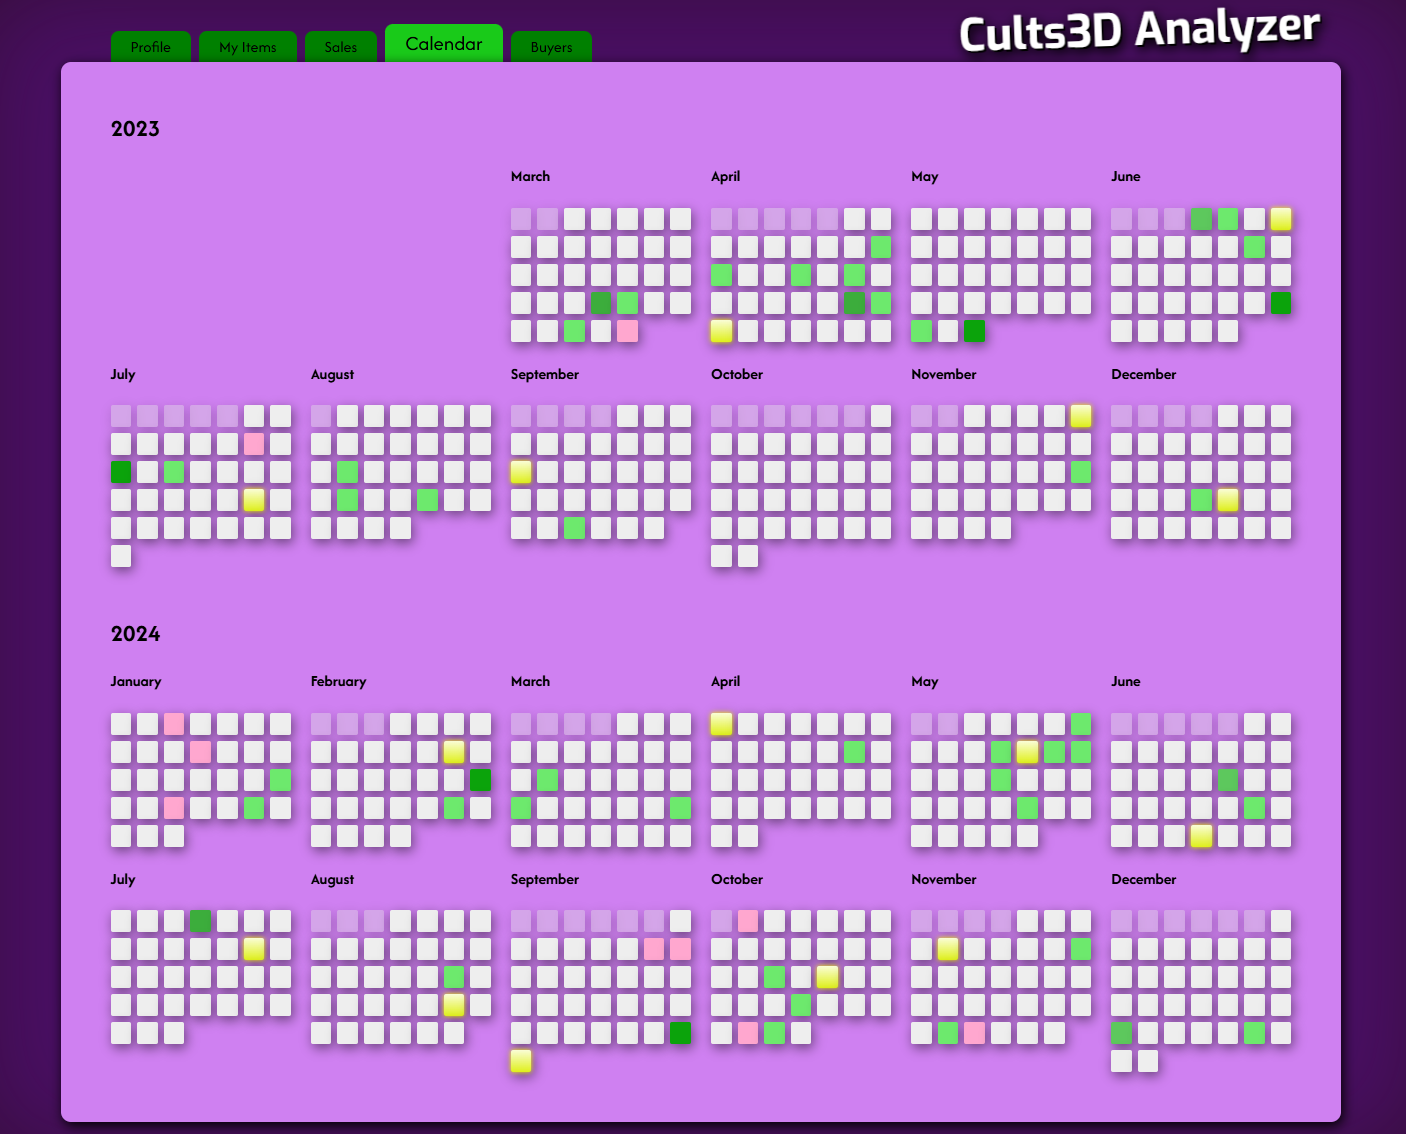 Profile My Items Sales Calendar Buyers Cults3D Analyzer
2023
March April May June
July August September October November December
2024
January February March April May June
July August September October November December